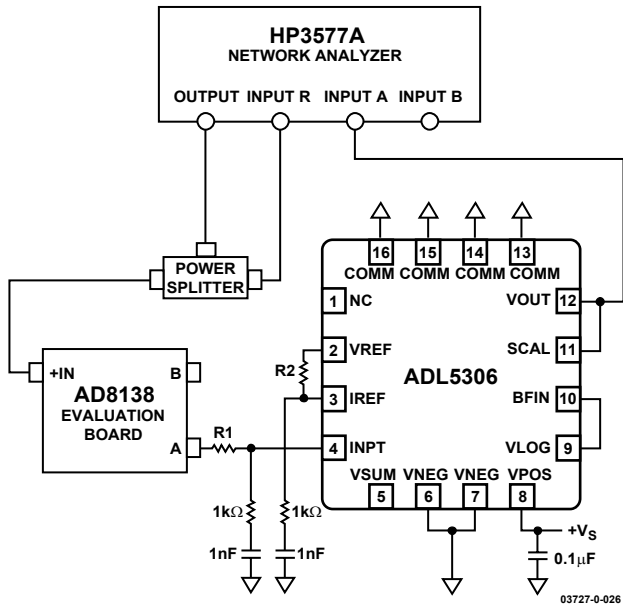 HP3577A
NETWORK ANALYZER
OUTPUT INPUT R INPUT A INPUT B
16 15 14 13
COMM COMM COMM COMM
POWER
SPLITTER
1 NC
VOUT 12
2 VREF
SCAL 11
R2
ADL5306
3 IREF
BFIN 10
+IN
B
AD8138
EVALUATION
BOARD
A
R1
4 INPT
VLOG 9
VSUM VNEG VNEG VPOS
5 6 7 8
1kΩ 1kΩ
+VS
1nF 1nF
0.1μF
03727-0-026